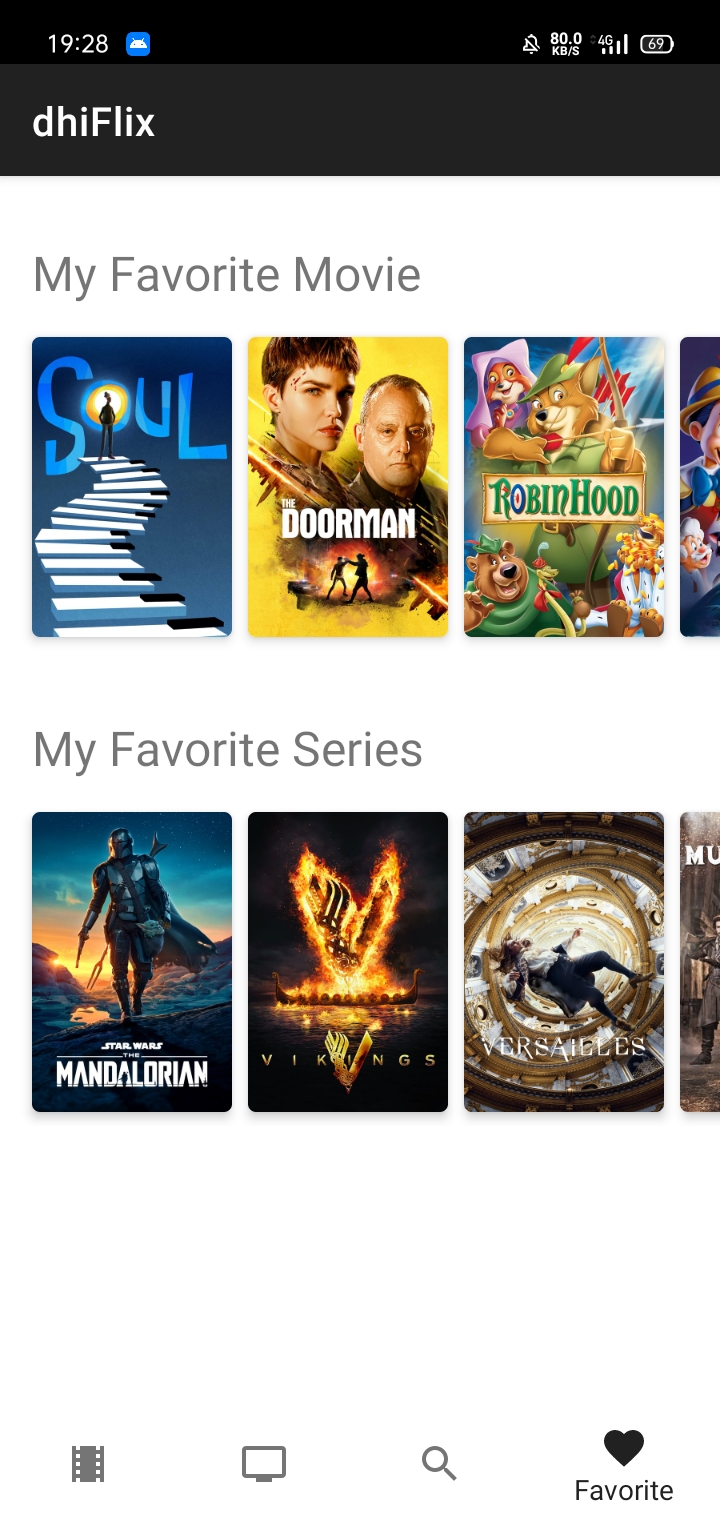 19:28
80.0
KB/S
4G
69
dhiFlix
My Favorite Movie
SOUL
THE
DOORMAN
ROBIN HOOD
My Favorite Series
STAR WARS
THE
MANDALORIAN
VIKINGS
VERSAILLES
MU
Favorite